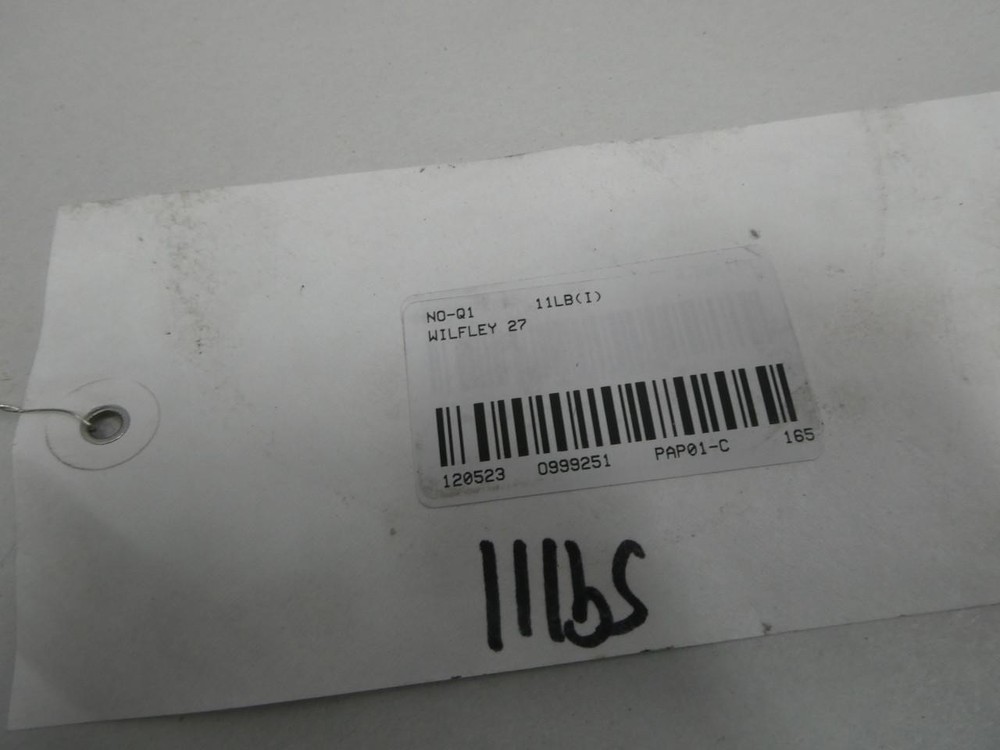 NO-Q1 11LB(I)
WILFLEY 27
120523 0999251 PAP01-C 165
11lbs